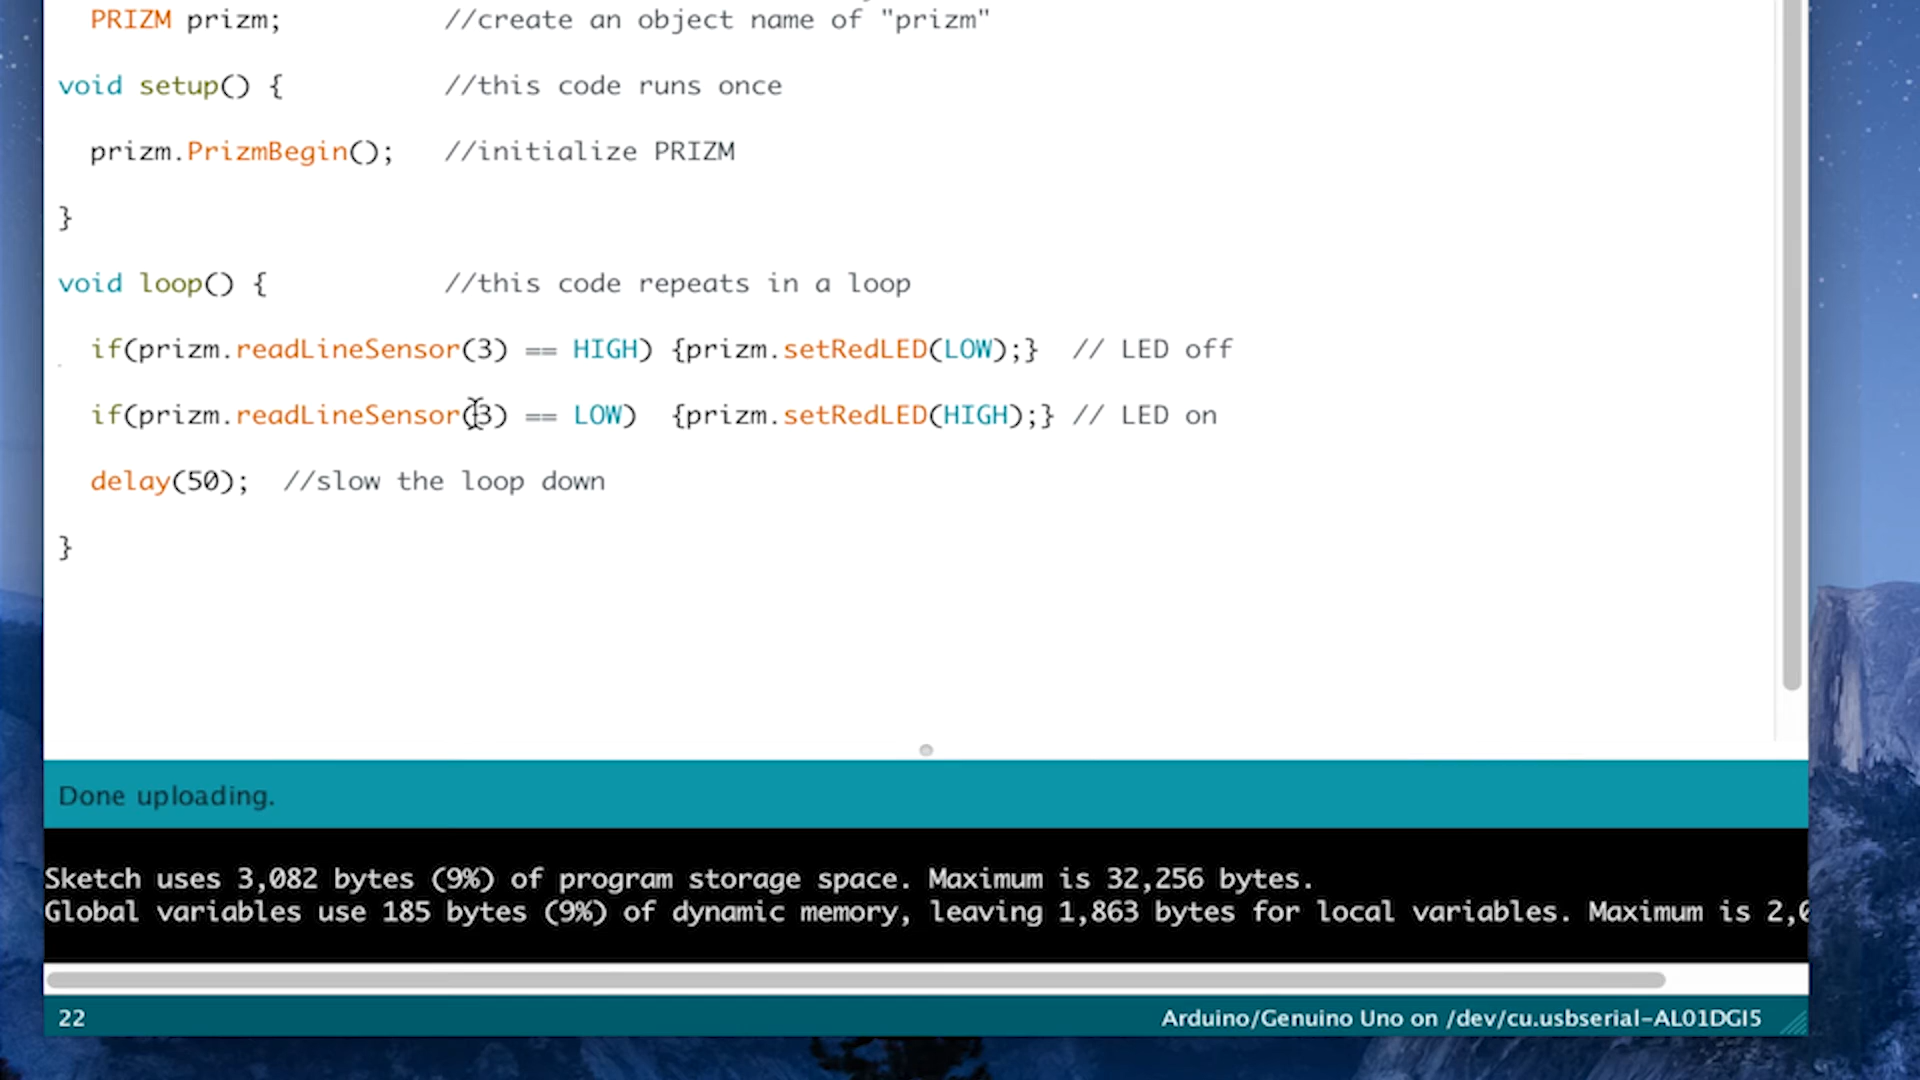 PRIZM prizm; //create an object name of "prizm"
void setup() { //this code runs once
prizm.PrizmBegin(); //initialize PRIZM
}
void loop() { //this code repeats in a loop
if(prizm.readLineSensor(3) == HIGH) {prizm.setRedLED(LOW);} // LED off
if(prizm.readLineSensor(3) == LOW) {prizm.setRedLED(HIGH);} // LED on
delay(50); //slow the loop down
}
Done uploading.
Sketch uses 3,082 bytes (9%) of program storage space. Maximum is 32,256 bytes.
Global variables use 185 bytes (9%) of dynamic memory, leaving 1,863 bytes for local variables. Maximum is 2,0
22
Arduino/Genuino Uno on /dev/cu.usbserial-AL01DGI5